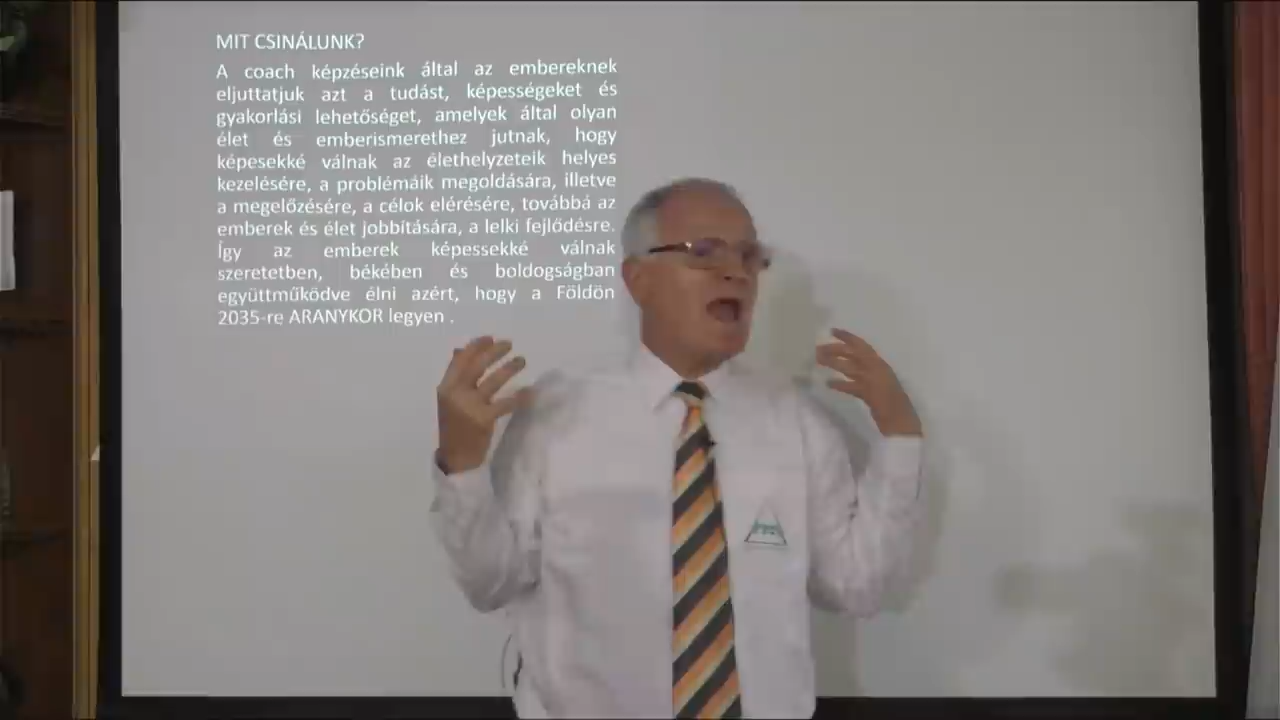 MIT CSINÁLUNK?
A coach képzéseink által az embereknek
eljuttatjuk azt a tudást, képességeket és
gyakorlási lehetőséget, amelyek által olyan
élet és emberismerethez jutnak, hogy
képesekké válnak az élethelyzeteik helyes
kezelésére, a problémáik megoldására, illetve
a megelőzésére, a célok elérésére, továbbá az
emberek és élet jobbítására, a lelki fejlődésre.
Így az emberek képessekké válnak
szeretetben, békében és boldogságban
együttműködve élni azért, hogy a Földön
2035-re ARANYKOR legyen .